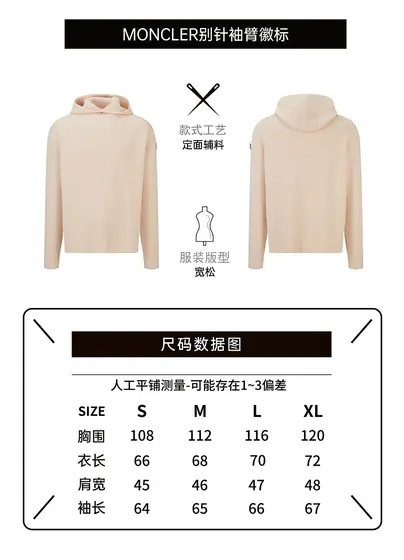 MONCLER别针袖臂徽标
款式工艺
定面辅料
服装版型
宽松
尺码数据图
人工平铺测量-可能存在1~3偏差
SIZE S M L XL
胸围 108 112 116 120
衣长 66 68 70 72
肩宽 45 46 47 48
袖长 64 65 66 67